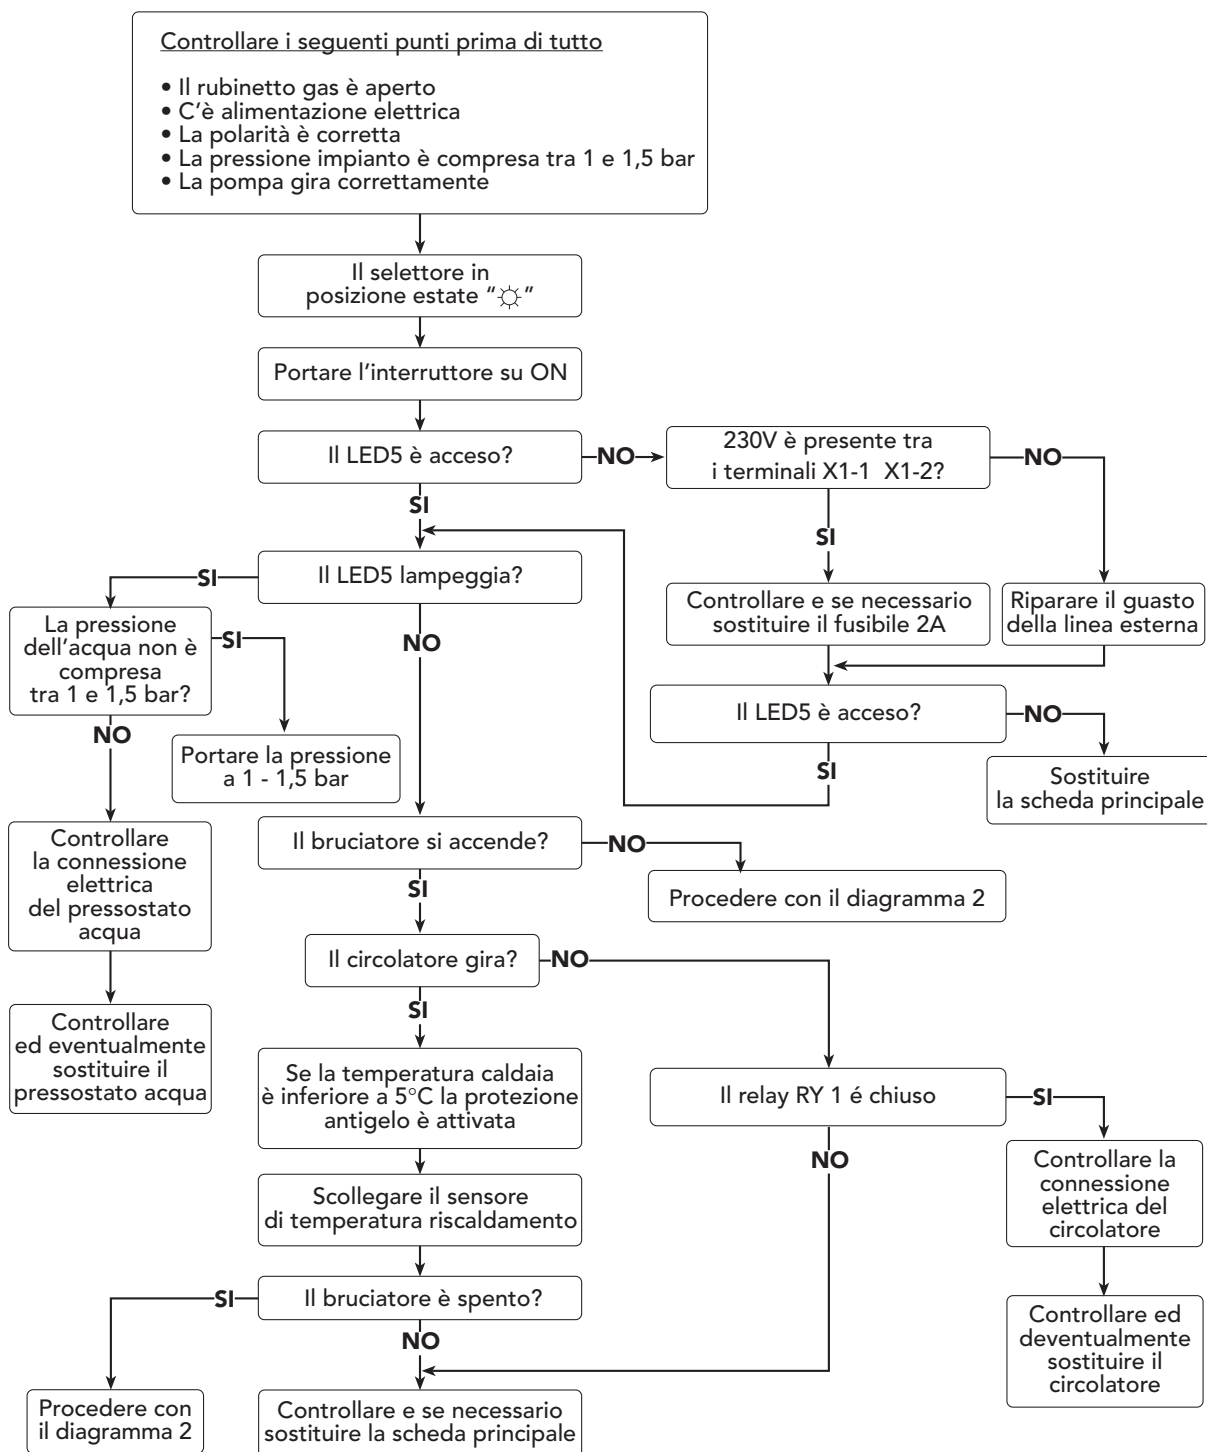 Controllare i seguenti punti prima di tutto
• Il rubinetto gas è aperto
• C'è alimentazione elettrica
• La polarità è corretta
• La pressione impianto è compresa tra 1 e 1,5 bar
• La pompa gira correttamente
Il selettore in
posizione estate "☼"
Portare l'interruttore su ON
Il LED5 è acceso?
NO
230V è presente tra
i terminali X1-1 X1-2?
NO
SI
SI
Il LED5 lampeggia?
SI
NO
Controllare e se necessario
sostituire il fusibile 2A
Riparare il guasto
della linea esterna
La pressione
dell'acqua non è
compresa
tra 1 e 1,5 bar?
SI
NO
Il LED5 è acceso?
NO
SI
Portare la pressione
a 1 - 1,5 bar
Sostituire
la scheda principale
Controllare
la connessione
elettrica
del pressostato
acqua
Il bruciatore si accende?
NO
SI
Procedere con il diagramma 2
Il circolatore gira?
NO
SI
Controllare
ed eventualmente
sostituire il
pressostato acqua
Se la temperatura caldaia
è inferiore a 5°C la protezione
antigelo è attivata
Il relay RY 1 é chiuso
SI
NO
Scollegare il sensore
di temperatura riscaldamento
Controllare la
connessione
elettrica del
circolatore
Il bruciatore è spento?
SI
NO
Controllare ed
deventualmente
sostituire il
circolatore
Procedere con
il diagramma 2
Controllare e se necessario
sostituire la scheda principale